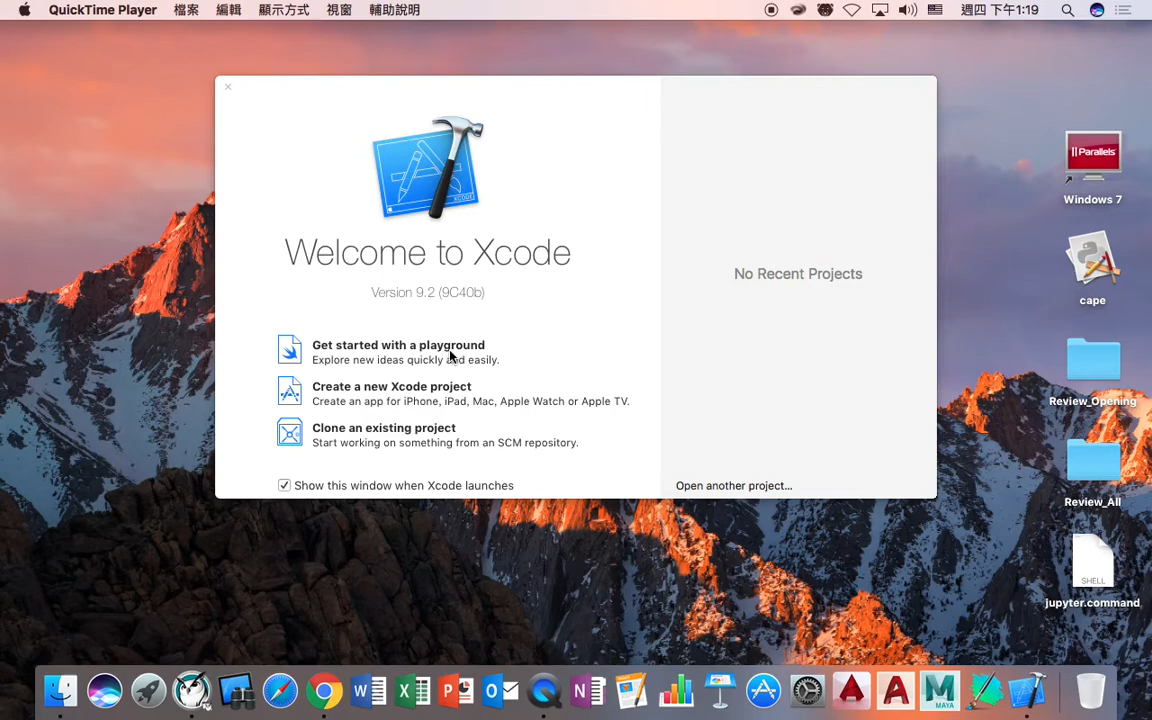 QuickTime Player 檔案 編輯 顯示方式 視窗 輔助說明 週四 下午1:19
XCODE
Welcome to Xcode
Version 9.2 (9C40b)
Get started with a playground
Explore new ideas quickly and easily.
Create a new Xcode project
Create an app for iPhone, iPad, Mac, Apple Watch or Apple TV.
Clone an existing project
Start working on something from an SCM repository.
Show this window when Xcode launches
No Recent Projects
Open another project...
Parallels
Windows 7
cape
Review_Opening
Review_All
SHELL
jupyter.command
W X P O N A A M
MAYA